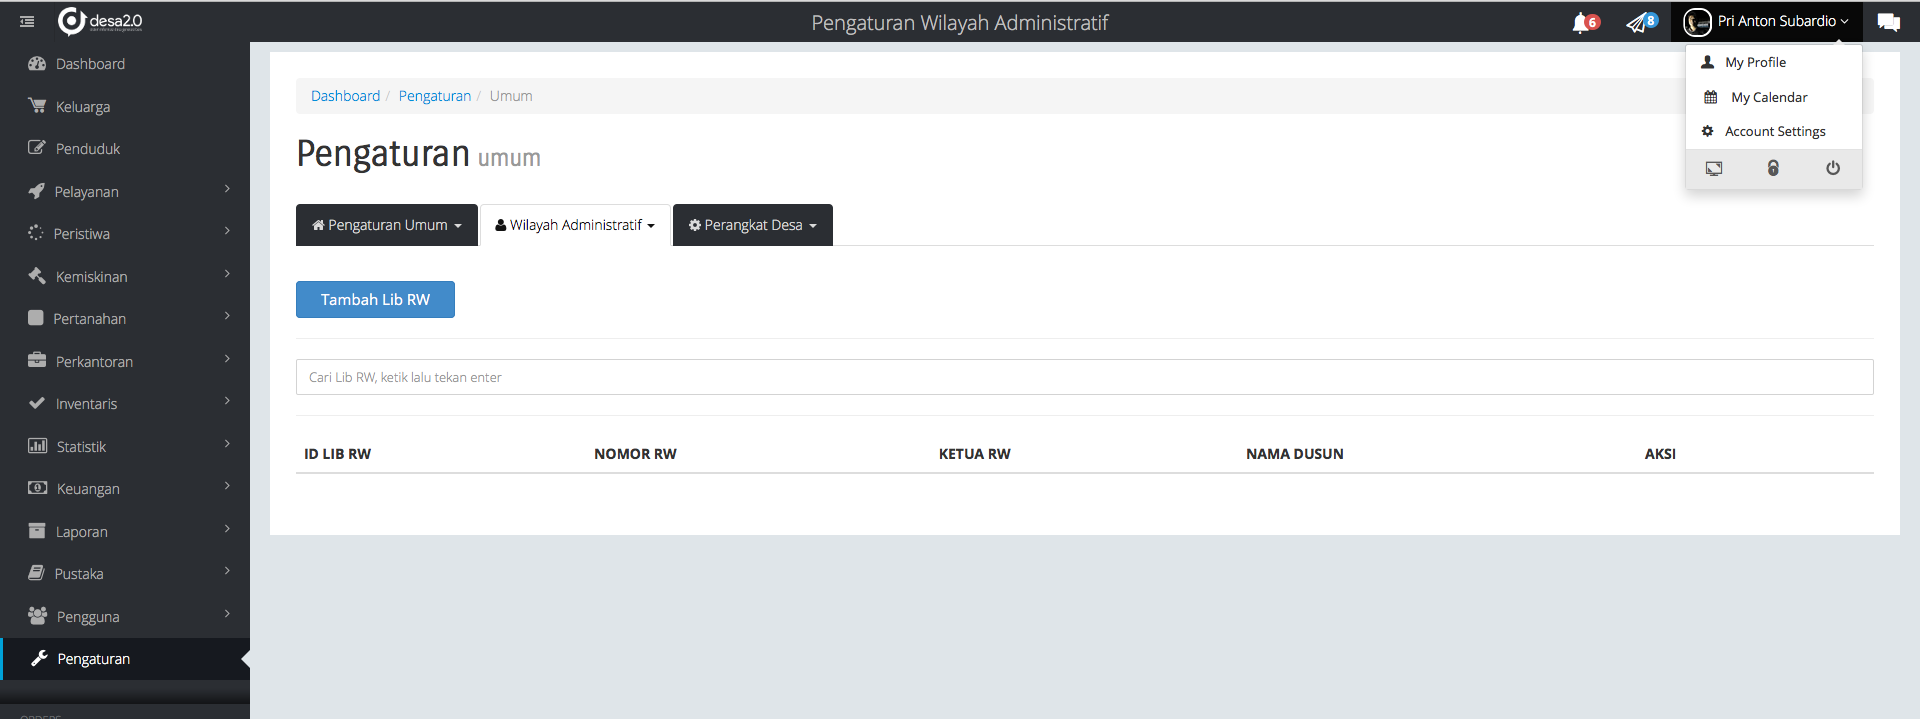 desa2.0
Pengaturan Wilayah Administratif
6
8
Pri Anton Subardio
My Profile
My Calendar
Account Settings
Dashboard
Keluarga
Penduduk
Pelayanan
Peristiwa
Kemiskinan
Pertanahan
Perkantoran
Inventaris
Statistik
Keuangan
Laporan
Pustaka
Pengguna
Pengaturan
Dashboard / Pengaturan / Umum
Pengaturan umum
Pengaturan Umum
Wilayah Administratif
Perangkat Desa
Tambah Lib RW
Cari Lib RW, ketik lalu tekan enter
ID LIB RW
NOMOR RW
KETUA RW
NAMA DUSUN
AKSI